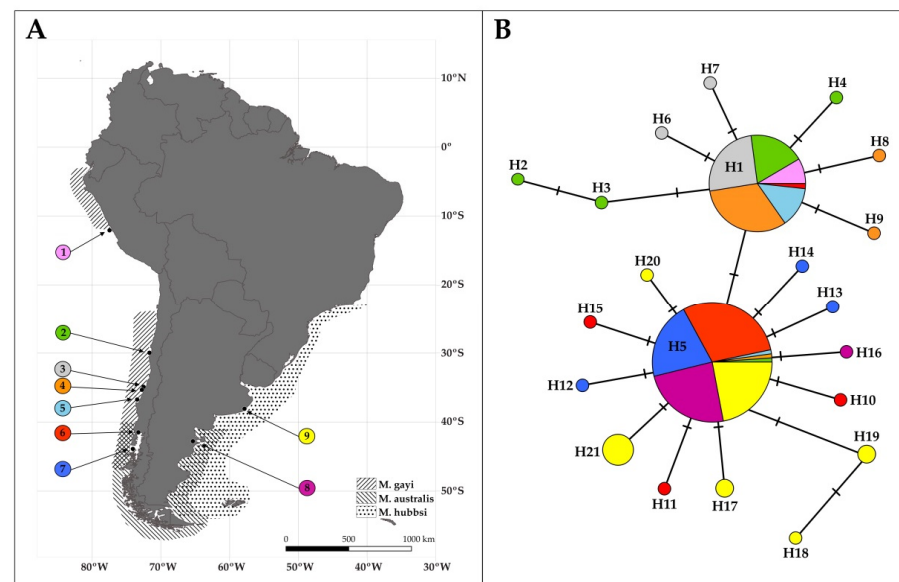 A
10°N
0°
10°S
20°S
30°S
40°S
50°S
80°W 70°W 60°W 50°W 40°W 30°W
1
2
3
4
5
6
7
9
8
M. gayi
M. australis
M. hubbsi
0 500 1000 km
B
H7
H4
H6
H8
H1
H2
H3
H9
H14
H20
H13
H15
H5
H16
H12
H10
H19
H21
H11
H17
H18